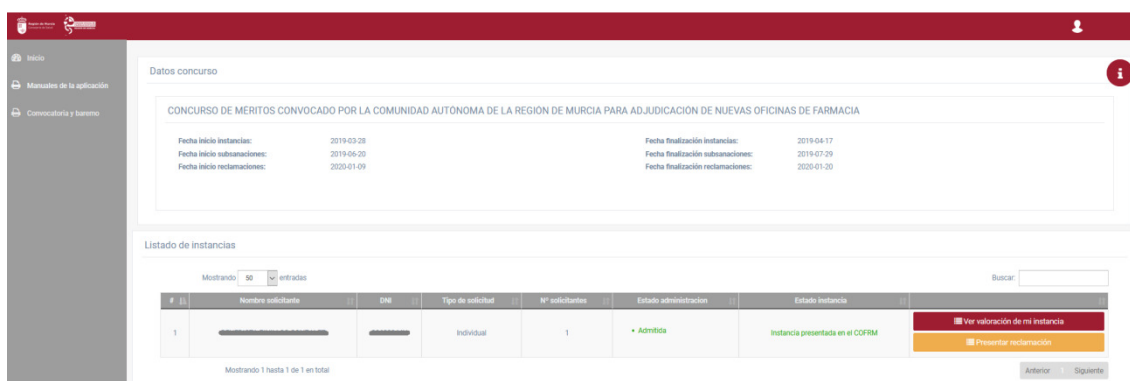 Región de Murcia
Inicio
Manuales de la aplicación
Convocatoria y baremo
Datos concurso
CONCURSO DE MÉRITOS CONVOCADO POR LA COMUNIDAD AUTÓNOMA DE LA REGION DE MURCIA PARA ADJUDICACIÓN DE NUEVAS OFICINAS DE FARMACIA
Fecha inicio instancias: 2019-03-28 Fecha finalización instancias: 2019-04-17
Fecha inicio subsanaciones: 2019-06-20 Fecha finalización subsanaciones: 2019-07-29
Fecha inicio reclamaciones: 2020-01-09 Fecha finalización reclamaciones: 2020-01-20
Listado de instancias
Mostrando 50 entradas Buscar:
# Nombre solicitante DNI Tipo de solicitud Nº solicitantes Estado administracion Estado instancia
1 Individual 1 • Admitida Instancia presentada en el COFRM
Ver valoración de mi instancia
Presentar reclamación
Mostrando 1 hasta 1 de 1 en total Anterior 1 Siguiente